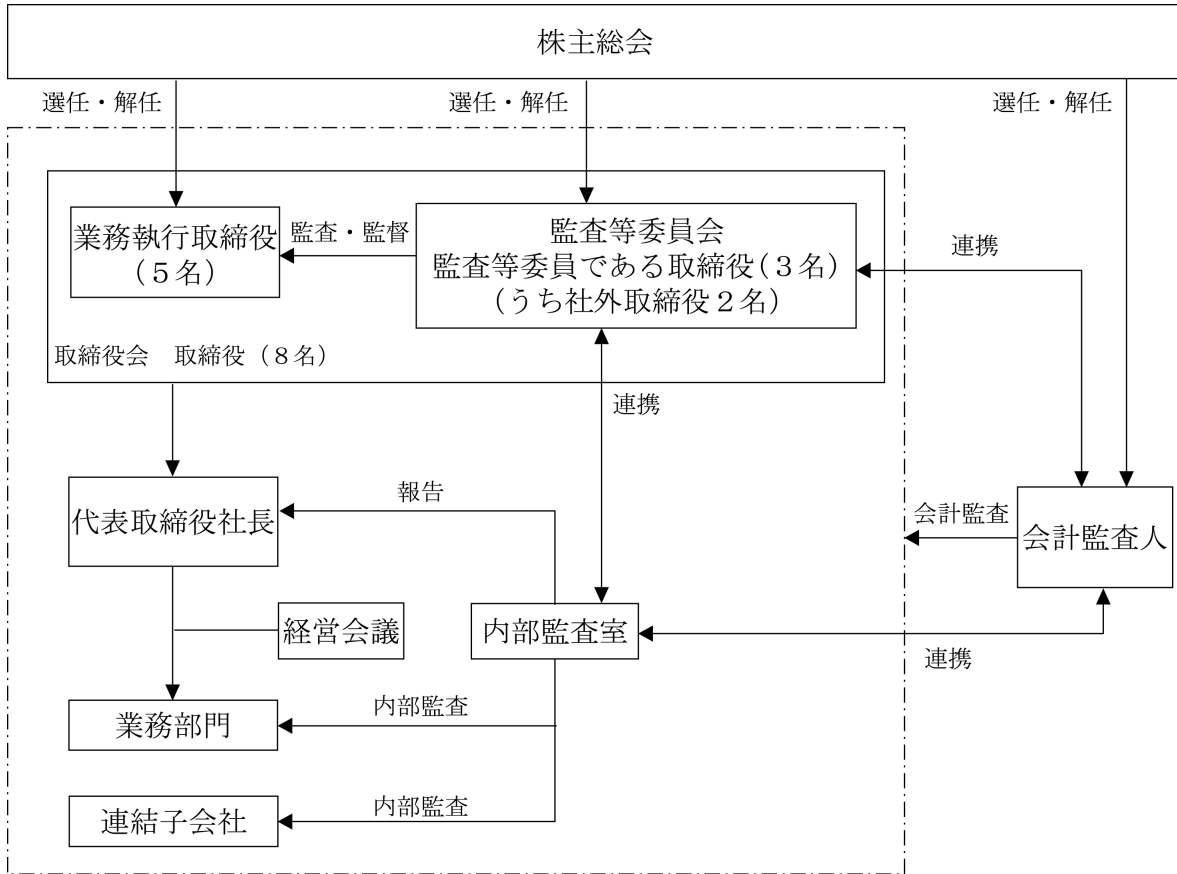 株主総会
選任・解任
選任・解任
選任・解任
業務執行取締役
（５名）
監査・監督
監査等委員会
監査等委員である取締役（３名）
（うち社外取締役２名）
連携
取締役会　取締役（８名）
連携
代表取締役社長
報告
会計監査
会計監査人
経営会議
内部監査室
連携
業務部門
内部監査
連結子会社
内部監査